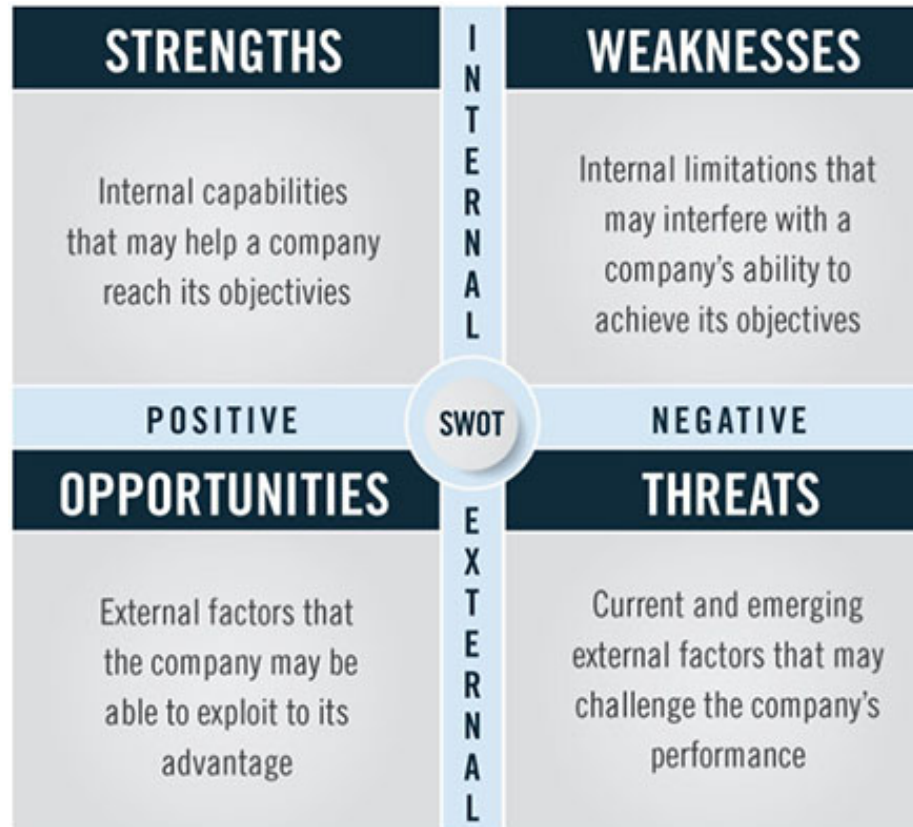 STRENGTHS
Internal capabilities
that may help a company
reach its objectivies
INTERNAL
WEAKNESSES
Internal limitations that
may interfere with a
company's ability to
achieve its objectives
POSITIVE
SWOT
NEGATIVE
OPPORTUNITIES
External factors that
the company may be
able to exploit to its
advantage
EXTERNAL
THREATS
Current and emerging
external factors that may
challenge the company's
performance